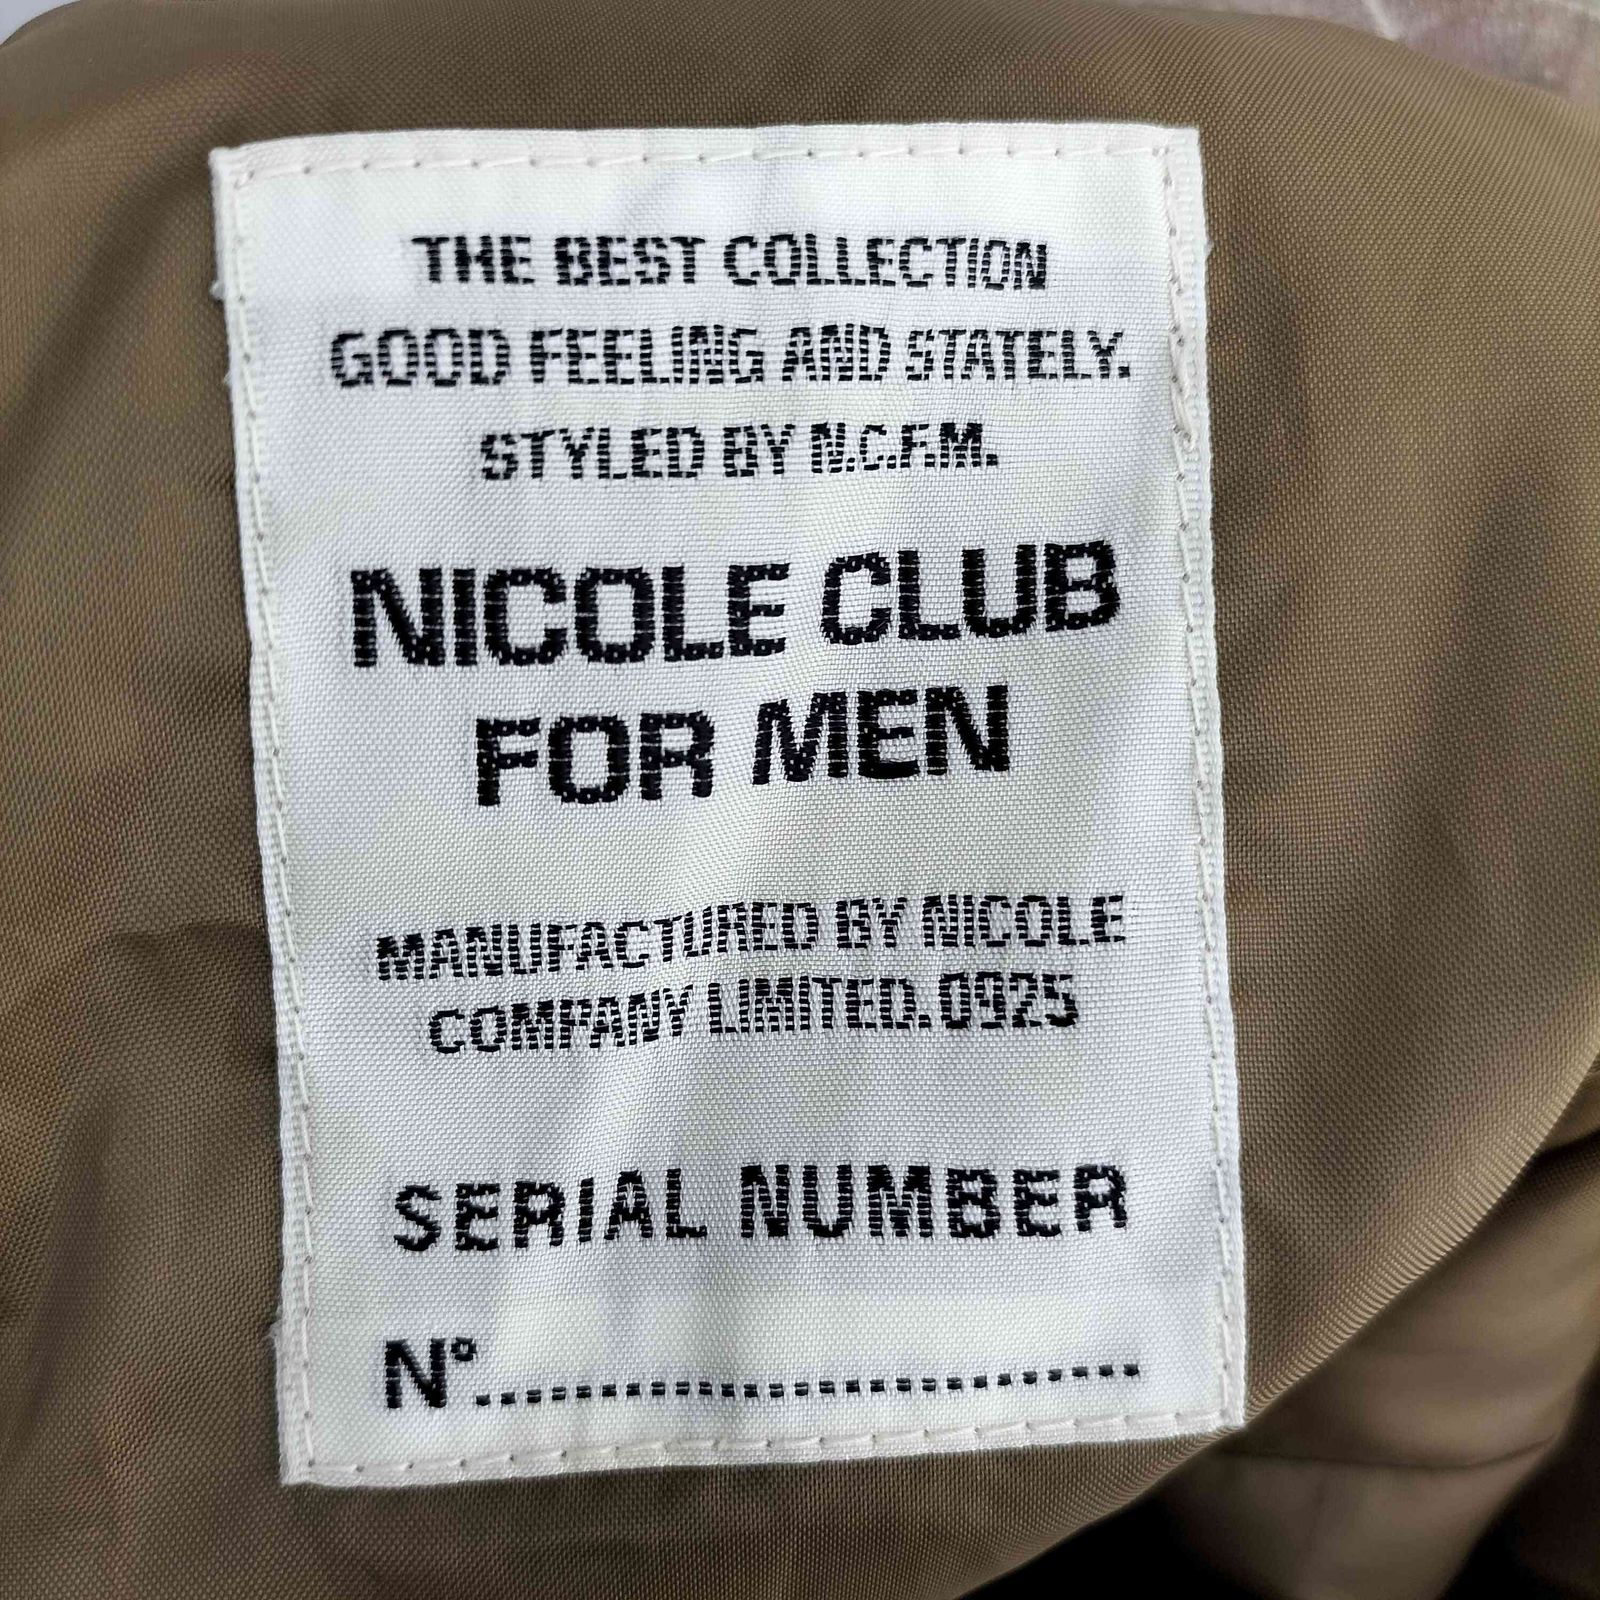 THE BEST COLLECTION
GOOD FEELING AND STATELY.
STYLED BY N.C.F.M.
NICOLE CLUB
FOR MEN
MANUFACTURED BY NICOLE
COMPANY LIMITED. 0925
SERIAL NUMBER
N°...........................